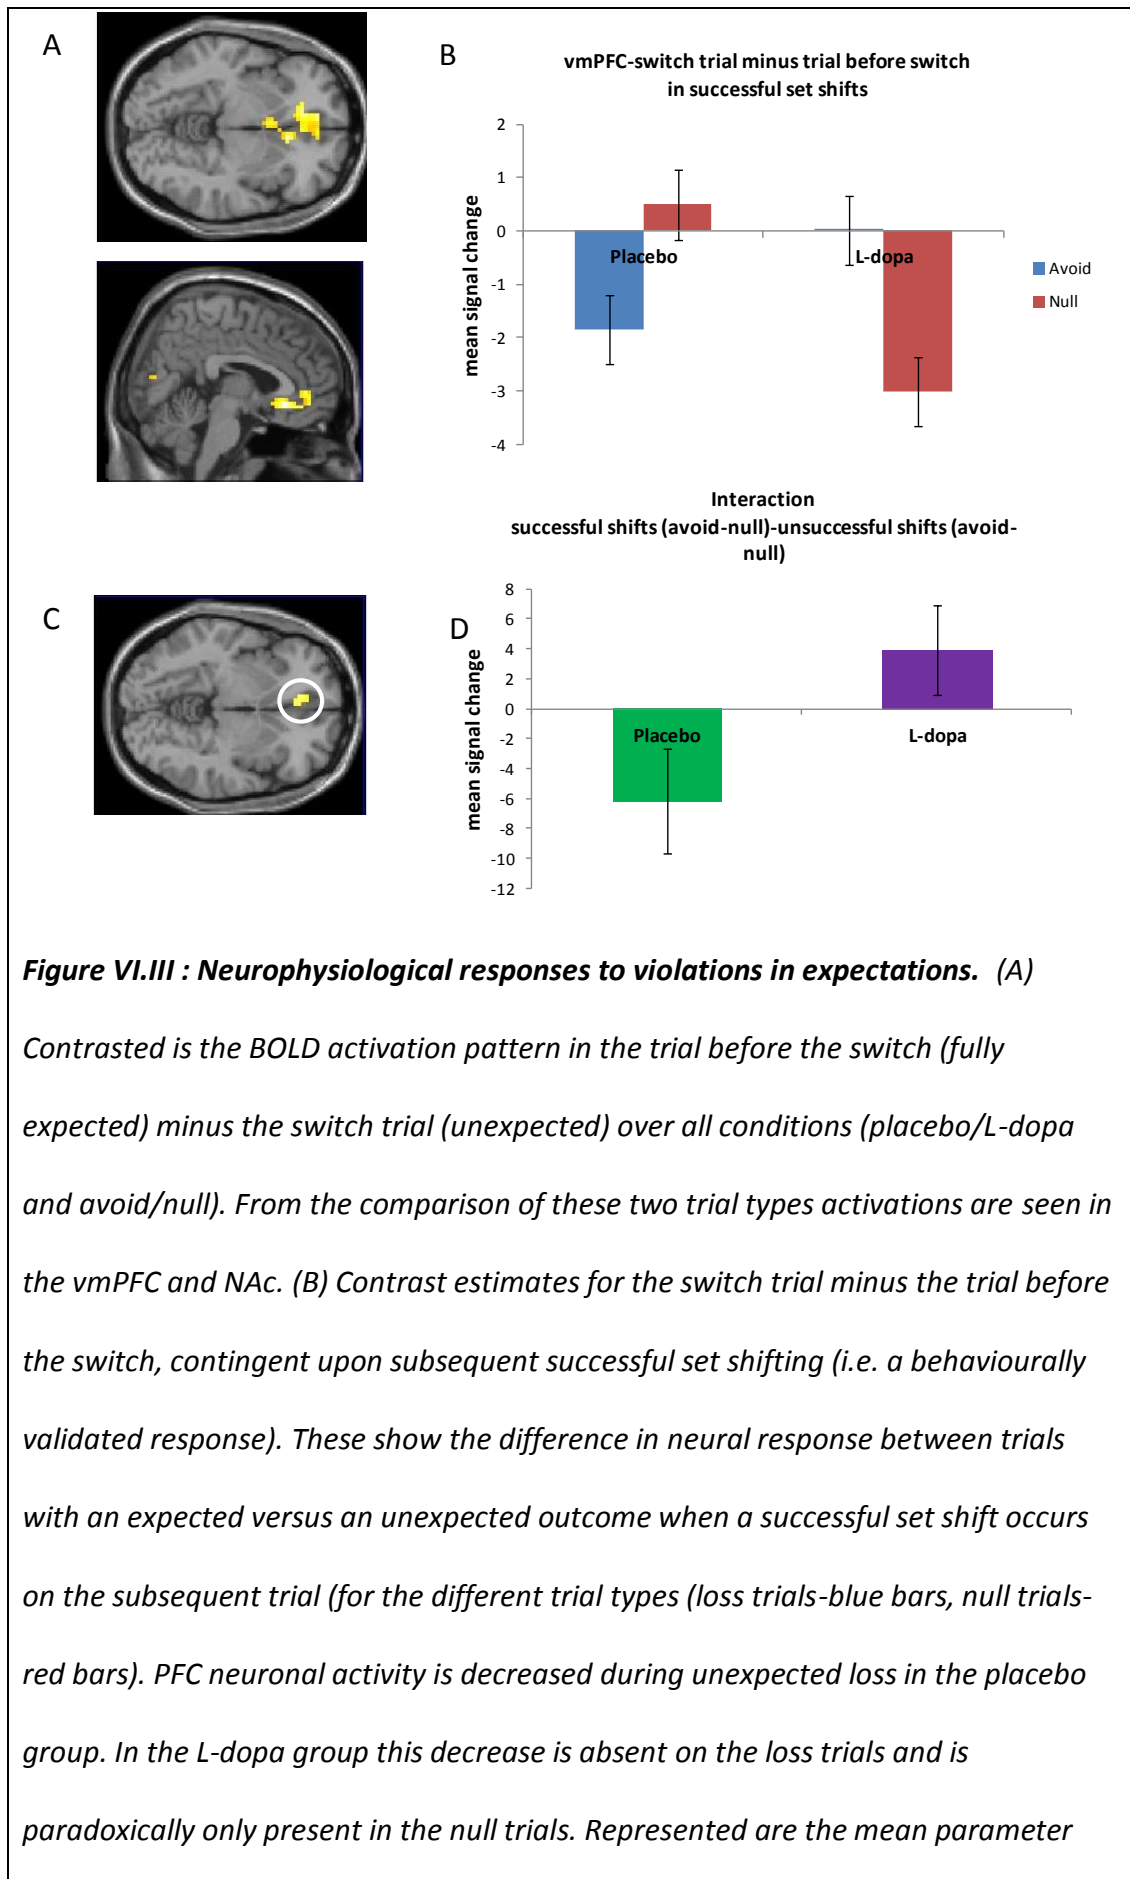 A
B
vmPFC-switch trial minus trial before switch
in successful set shifts
2
1
0
-1
-2
-3
-4
mean signal change
Placebo
L-dopa
Avoid
Null
Interaction
successful shifts (avoid-null)-unsuccessful shifts (avoid-
null)
C
D
8
6
4
2
0
-2
-4
-6
-8
-10
-12
mean signal change
Placebo
L-dopa
Figure VI.III : Neurophysiological responses to violations in expectations. (A)
Contrasted is the BOLD activation pattern in the trial before the switch (fully
expected) minus the switch trial (unexpected) over all conditions (placebo/L-dopa
and avoid/null). From the comparison of these two trial types activations are seen in
the vmPFC and NAc. (B) Contrast estimates for the switch trial minus the trial before
the switch, contingent upon subsequent successful set shifting (i.e. a behaviourally
validated response). These show the difference in neural response between trials
with an expected versus an unexpected outcome when a successful set shift occurs
on the subsequent trial (for the different trial types (loss trials-blue bars, null trials-
red bars). PFC neuronal activity is decreased during unexpected loss in the placebo
group. In the L-dopa group this decrease is absent on the loss trials and is
paradoxically only present in the null trials. Represented are the mean parameter